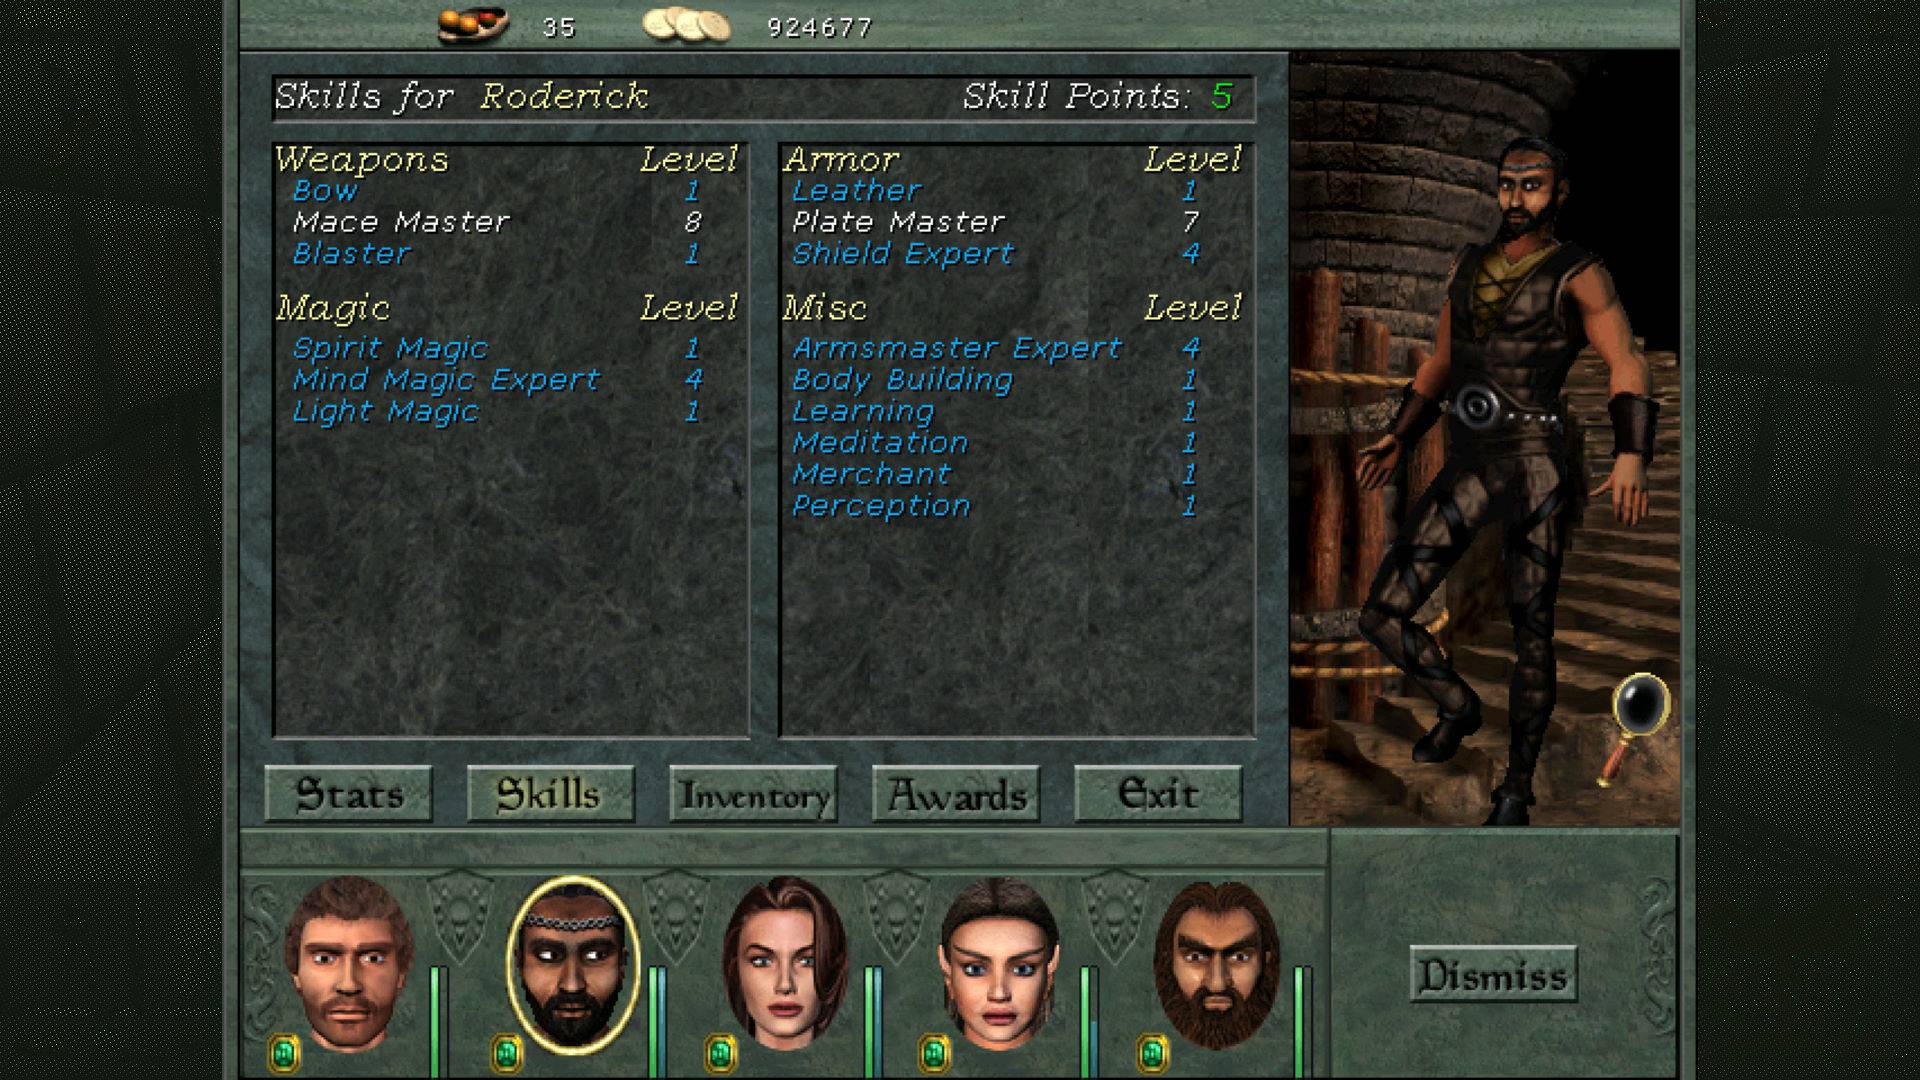 35 924677
Skills for Roderick Skill Points: 5
Weapons Level
Bow 1
Mace Master 8
Blaster 1
Magic Level
Spirit Magic 1
Mind Magic Expert 4
Light Magic 1
Armor Level
Leather 1
Plate Master 7
Shield Expert 4
Misc Level
Armsmaster Expert 4
Body Building 1
Learning 1
Meditation 1
Merchant 1
Perception 1
Stats Skills Inventory Awards Exit
Dismiss